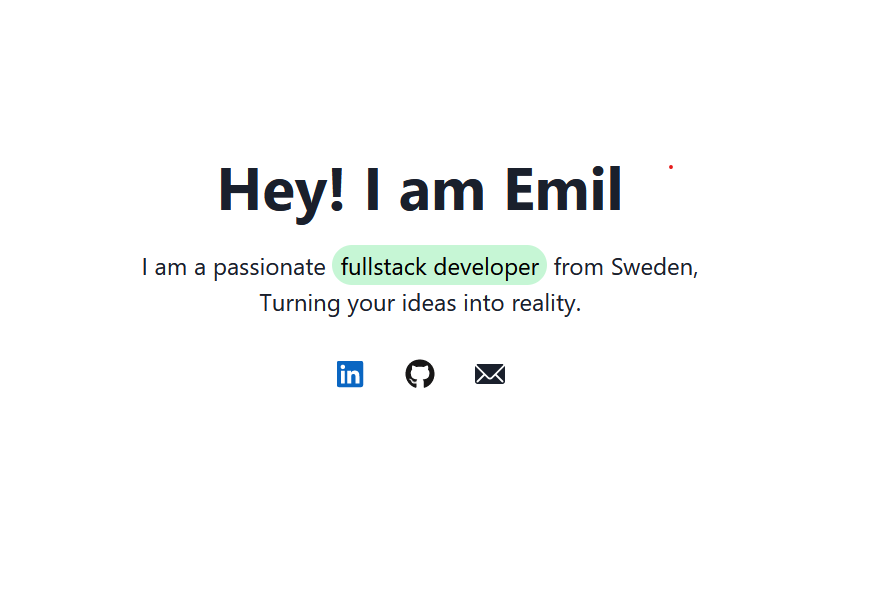 Hey! I am Emil
I am a passionate fullstack developer from Sweden,
Turning your ideas into reality.
in